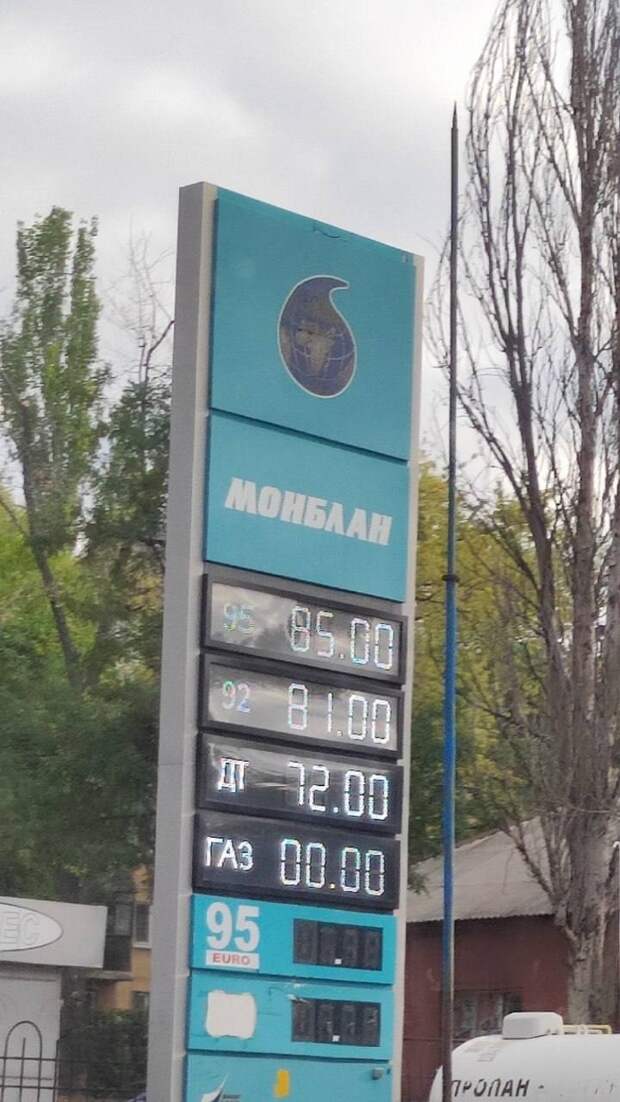 МОНБЛАН
95 85.00
92 81.00
ДТ 72.00
ГАЗ 00.00
95
EURO
ПРОПАН -